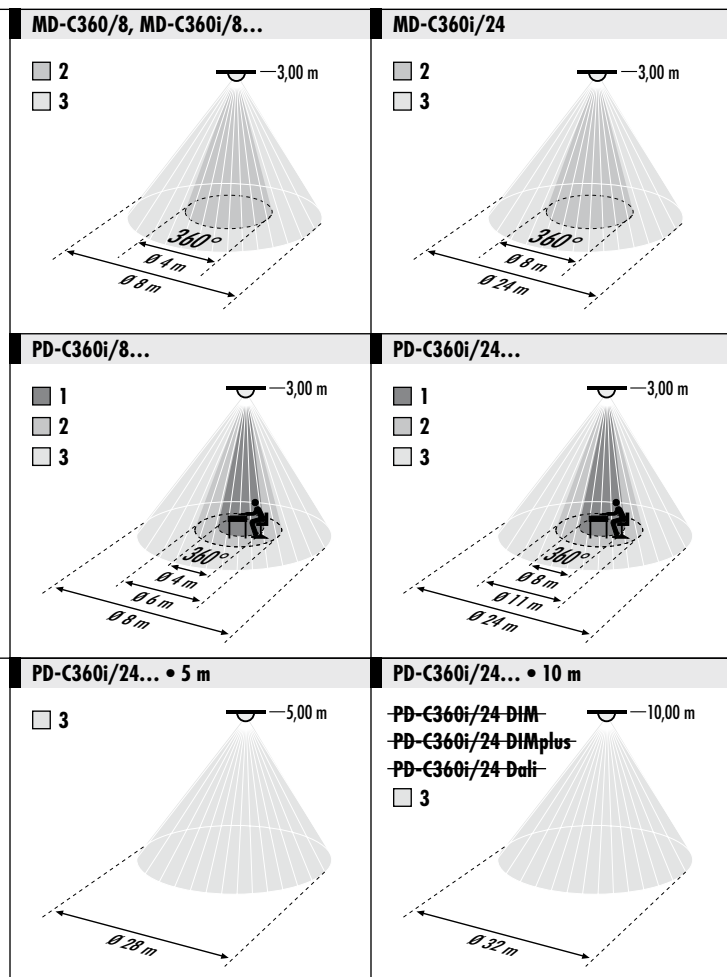 MD-C360/8, MD-C360i/8...
2
3
3,00 m
360°
Ø 4 m
Ø 8 m
MD-C360i/24
2
3
3,00 m
360°
Ø 8 m
Ø 24 m
PD-C360i/8...
1
2
3
3,00 m
360°
Ø 4 m
Ø 6 m
Ø 8 m
PD-C360i/24...
1
2
3
3,00 m
360°
Ø 8 m
Ø 11 m
Ø 24 m
PD-C360i/24... • 5 m
3
5,00 m
Ø 28 m
PD-C360i/24... • 10 m
PD-C360i/24 DIM
PD-C360i/24 DIMplus
PD-C360i/24 Dali
3
10,00 m
Ø 32 m